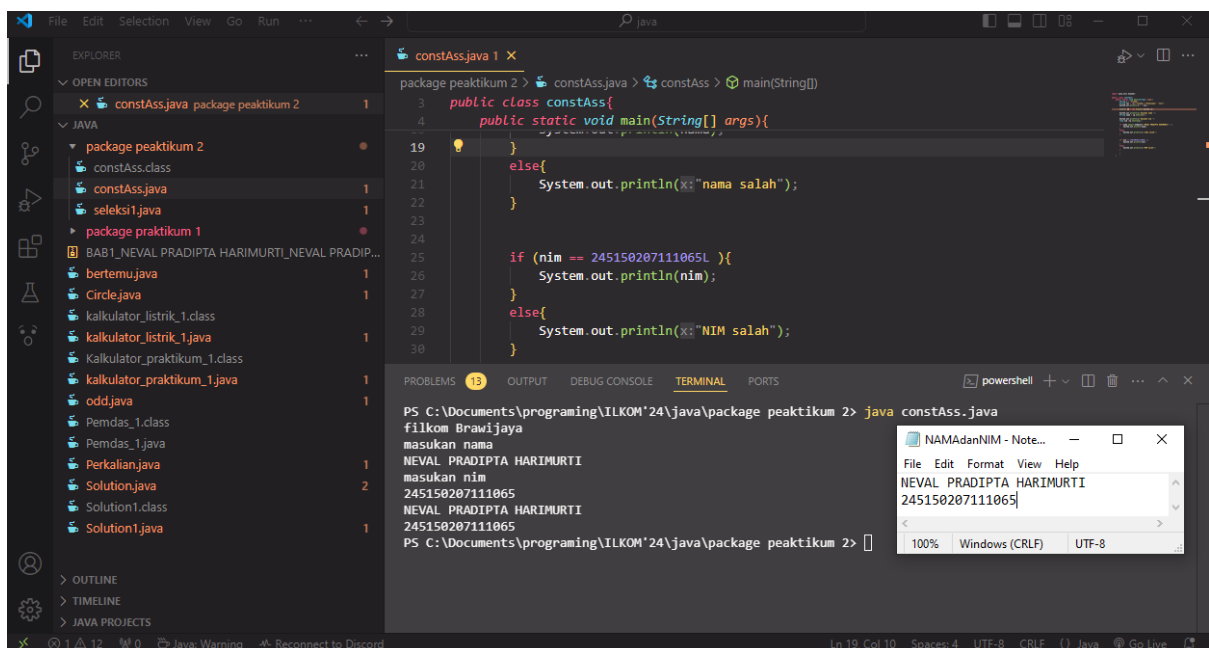 File Edit Selection View Go Run ··· ← → java
EXPLORER ···
OPEN EDITORS
constAss.java package peaktikum 2 1
JAVA
package peaktikum 2
constAss.class
constAss.java 1
seleksi1.java 1
package praktikum 1
BAB1_NEVAL PRADIPTA HARIMURTI_NEVAL PRADIP...
bertemu.java 1
Circle.java 1
kalkulator_listrik_1.class
kalkulator_listrik_1.java 1
Kalkulator_praktikum_1.class
kalkulator_praktikum_1.java 1
odd.java 1
Pemdas_1.class
Pemdas_1.java
Perkalian.java 1
Solution.java 2
Solution1.class
Solution1.java 1
OUTLINE
TIMELINE
JAVA PROJECTS
constAss.java 1
package peaktikum 2 > constAss.java > constAss > main(String[])
3 public class constAss{
4 public static void main(String[] args){
System.out.println(nama);
19 }
20 else{
21 System.out.println(x:"nama salah");
22 }
23
24
25 if (nim == 245150207111065L ){
26 System.out.println(nim);
27 }
28 else{
29 System.out.println(x:"NIM salah");
30 }
PROBLEMS 13 OUTPUT DEBUG CONSOLE TERMINAL PORTS powershell
PS C:\Documents\programing\ILKOM'24\java\package peaktikum 2> java constAss.java
filkom Brawijaya
masukan nama
NEVAL PRADIPTA HARIMURTI
masukan nim
245150207111065
NEVAL PRADIPTA HARIMURTI
245150207111065
PS C:\Documents\programing\ILKOM'24\java\package peaktikum 2>
NAMAdanNIM - Note...
File Edit Format View Help
NEVAL PRADIPTA HARIMURTI
245150207111065
100% Windows (CRLF) UTF-8
1 12 0 Java: Warning Reconnect to Discord Ln 19, Col 10 Spaces: 4 UTF-8 CRLF {} Java Go Live